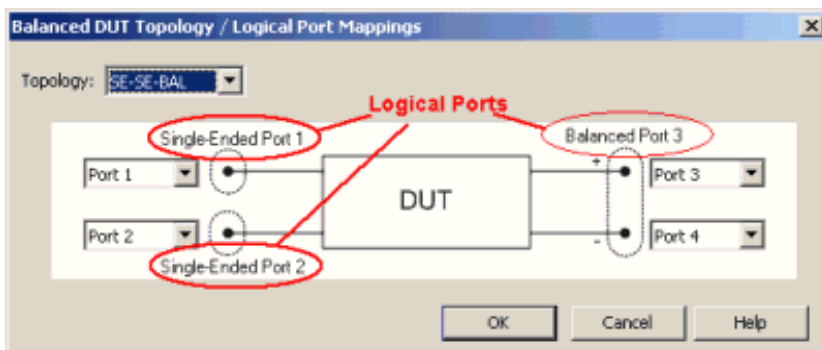 Balanced DUT Topology / Logical Port Mappings
Topology: SE-SE-BAL
Logical Ports
Single-Ended Port 1
Balanced Port 3
Port 1
+
Port 3
DUT
Port 2
-
Port 4
Single-Ended Port 2
OK
Cancel
Help